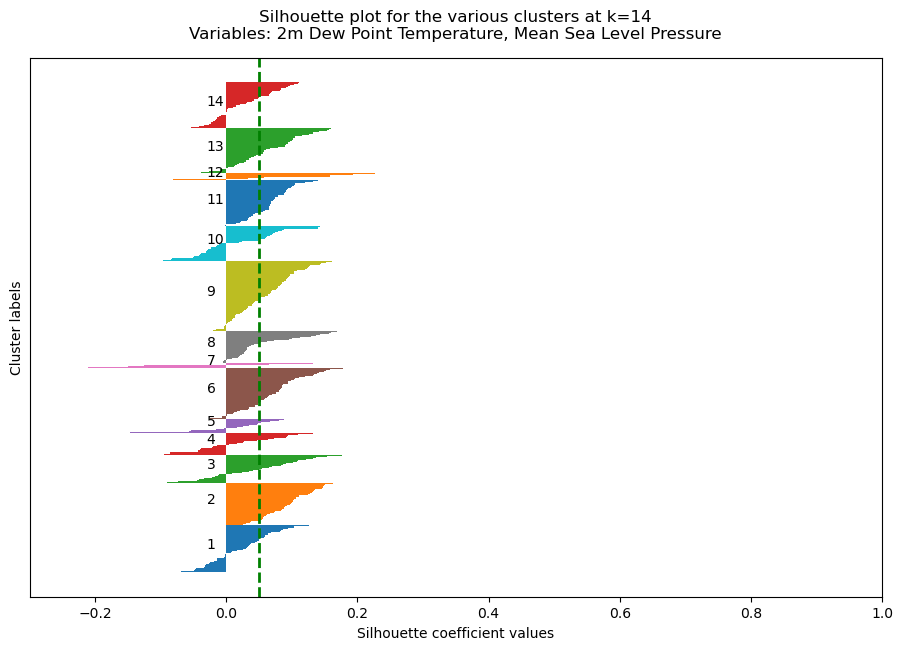 Silhouette plot for the various clusters at k=14
Variables: 2m Dew Point Temperature, Mean Sea Level Pressure
Cluster labels
14
13
12
11
10
9
8
7
6
5
4
3
2
1
−0.2 0.0 0.2 0.4 0.6 0.8 1.0
Silhouette coefficient values